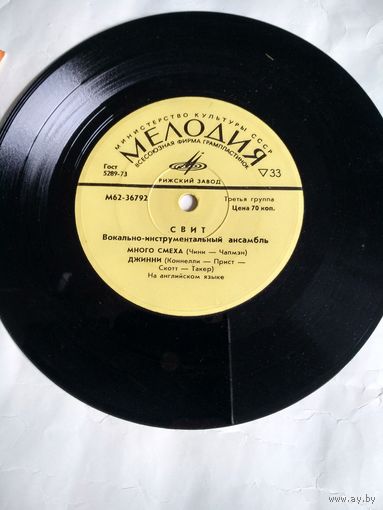 МИНИСТЕРСТВО КУЛЬТУРЫ СССР
МЕЛОДИЯ
ВСЕСОЮЗНАЯ ФИРМА ГРАМПЛАСТИНОК
Гост
5289-73
▽33
РИЖСКИЙ ЗАВОД
М62-36792
Третья группа
Цена 70 коп.
СВИТ
Вокально-инструментальный ансамбль
МНОГО СМЕХА (Чини — Чапмэн)
ДЖИННИ (Коннелли — Прист —
Скотт — Такер)
На английском языке
www.ay.by